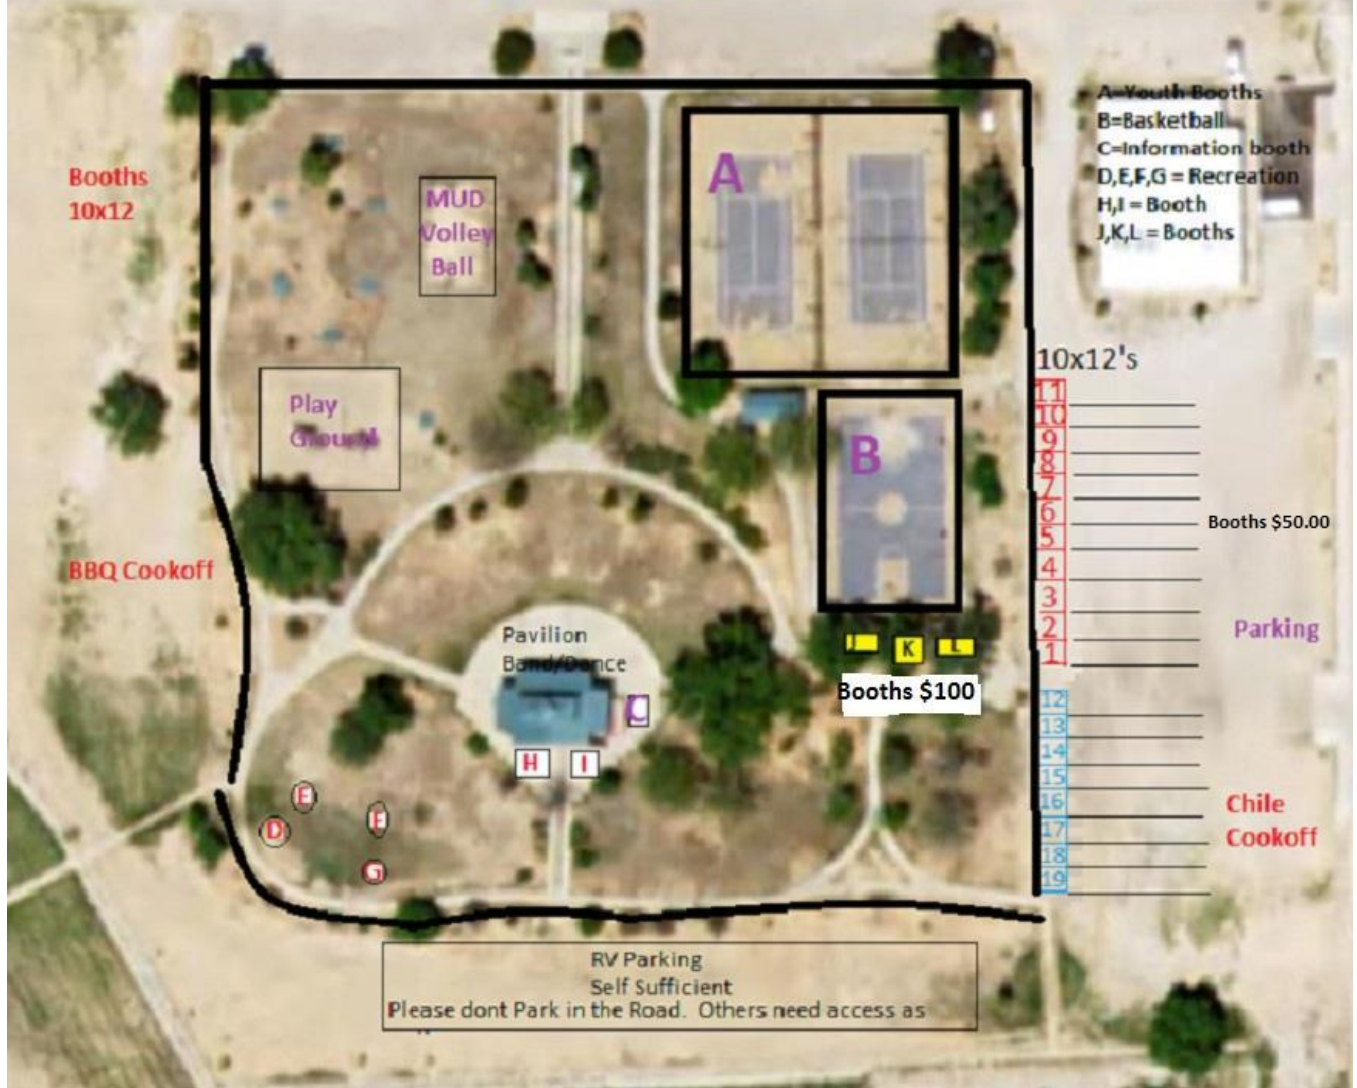 A=Youth Booths
B=Basketball
C=Information booth
D,E,F,G = Recreation
H,I = Booth
J,K,L = Booths
Booths
10x12
MUD
Volley
Ball
A
10x12's
11
10
9
8
7
6
5
4
3
2
1
Booths $50.00
Play
Ground
B
BBQ Cookoff
Parking
Pavilion
Band/Dance
J
K
L
Booths $100
C
H
I
12
13
14
15
16
17
18
19
E
D
F
G
Chile
Cookoff
RV Parking
Self Sufficient
Please dont Park in the Road. Others need access as